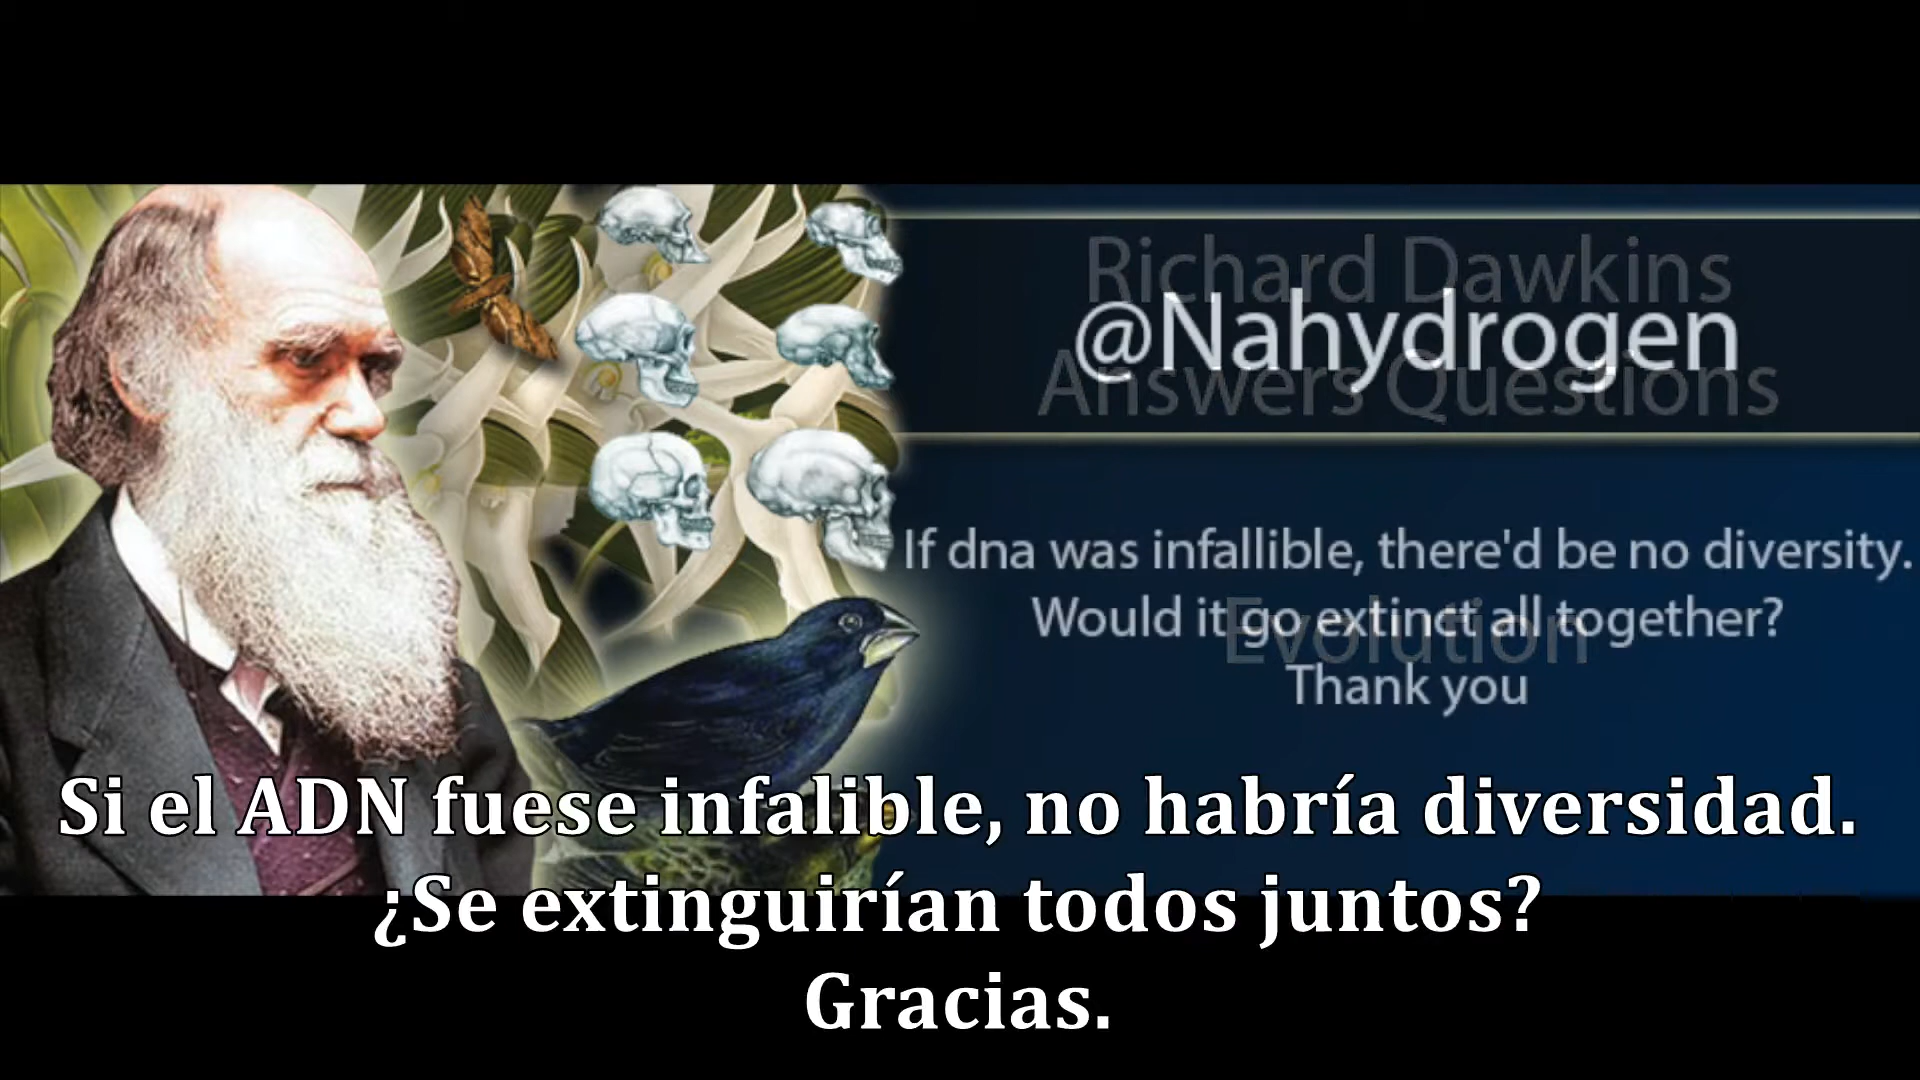 Richard Dawkins
@Nahydrogen
Answers Questions
If dna was infallible, there'd be no diversity.
Would it go extinct all together?
Evolution
Thank you
Si el ADN fuese infalible, no habría diversidad.
¿Se extinguirían todos juntos?
Gracias.